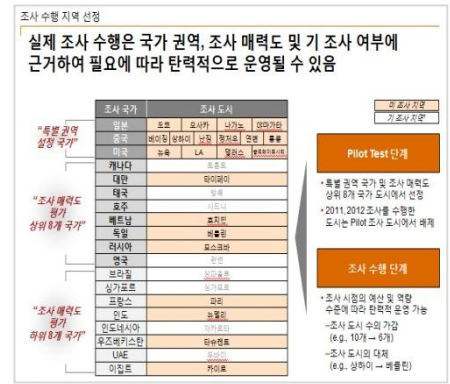 조사 수행 지역 선정
실제 조사 수행은 국가 권역, 조사 매력도 및 기 조사 여부에
근거하여 필요에 따라 탄력적으로 운영될 수 있음
미 조사 지역
기 조사 지역
조사 국가 조사 도시
"특별 권역
설정 국가"
일본 도쿄 오사카 나가노 야마가타
중국 베이징 상하이 난징 정저우 연변 홍콩
미국 뉴욕 LA 댈러스
"조사 매력도
평가
상위 8개 국가"
캐나다 토론토
대만 타이페이
태국 방콕
호주 시드니
베트남 호치민
독일 베를린
러시아 모스크바
영국 런던
"조사 매력도
평가
하위 8개 국가"
브라질 상파울루
싱가포르 싱가포르
프랑스 파리
인도 뉴델리
인도네시아 자카르타
우즈베키스탄 타슈켄트
UAE 두바이
이집트 카이로
Pilot Test 단계
• 특별 권역 국가 및 조사 매력도
상위 8개 국가 도시에서 선정
• 2011, 2012조사를 수행한
도시는 Pilot 조사 도시에서 배제
조사 수행 단계
• 조사 시점의 예산 및 역량
수준에 따라 탄력적 운영 가능
–조사 도시 수의 가감
(e.g., 10개 → 6개)
–조사 도시의 대체
(e.g., 상하이 → 베를린)